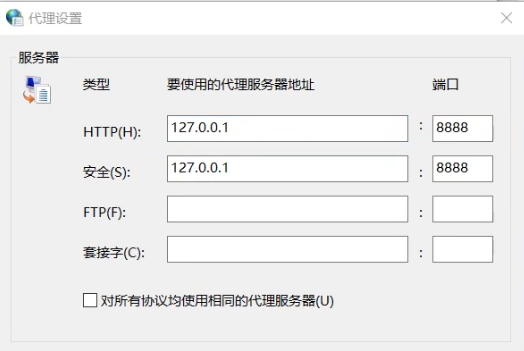 代理设置
服务器
类型 要使用的代理服务器地址 端口
HTTP(H): 127.0.0.1 : 8888
安全(S): 127.0.0.1 : 8888
FTP(F): :
套接字(C): :
对所有协议均使用相同的代理服务器(U)